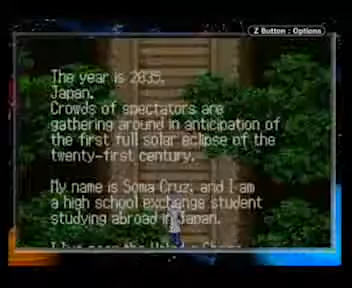 Z Button : Options
The year is 2035.
Japan.
Crowds of spectators are
gathering around in anticipation of
the first full solar eclipse of the
twenty-first century.
My name is Soma Cruz, and I am
a high school exchange student
studying abroad in Japan.